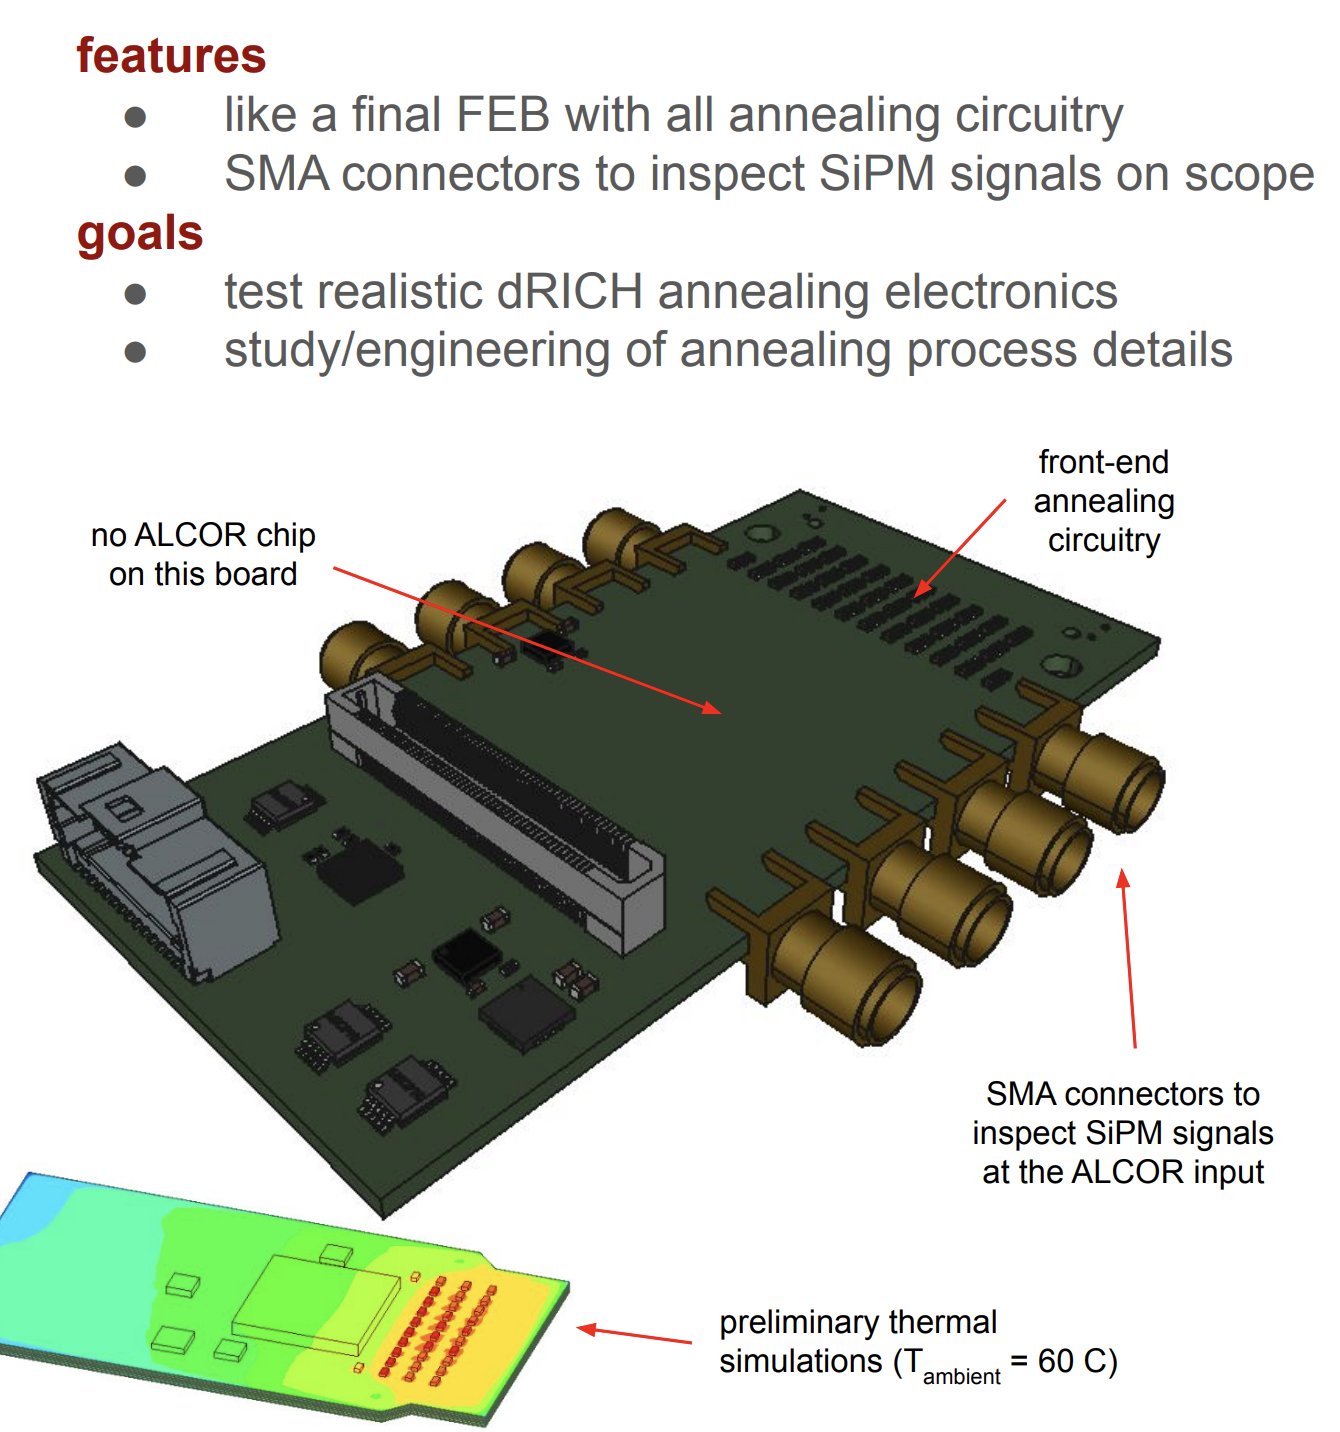 features
● like a final FEB with all annealing circuitry
● SMA connectors to inspect SiPM signals on scope
goals
● test realistic dRICH annealing electronics
● study/engineering of annealing process details
front-end
annealing
circuitry
no ALCOR chip
on this board
SMA connectors to
inspect SiPM signals
at the ALCOR input
preliminary thermal
simulations (Tambient = 60 C)